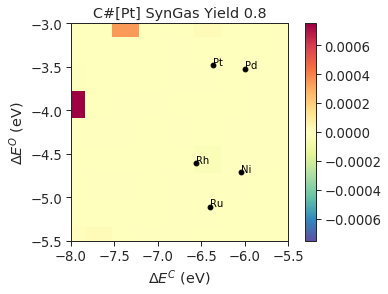 C#[Pt] SynGas Yield 0.8
−3.0
−3.5
−4.0
−4.5
−5.0
−5.5
ΔE^O (eV)
Pt
Pd
Rh
Ni
Ru
−8.0 −7.5 −7.0 −6.5 −6.0 −5.5
ΔE^C (eV)
0.0006
0.0004
0.0002
0.0000
−0.0002
−0.0004
−0.0006